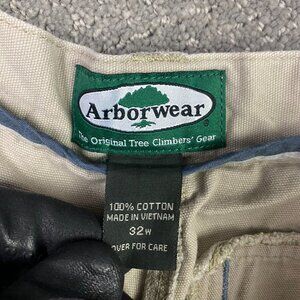 Arborwear
The Original Tree Climbers' Gear
100% COTTON
MADE IN VIETNAM
32W
OVER FOR CARE